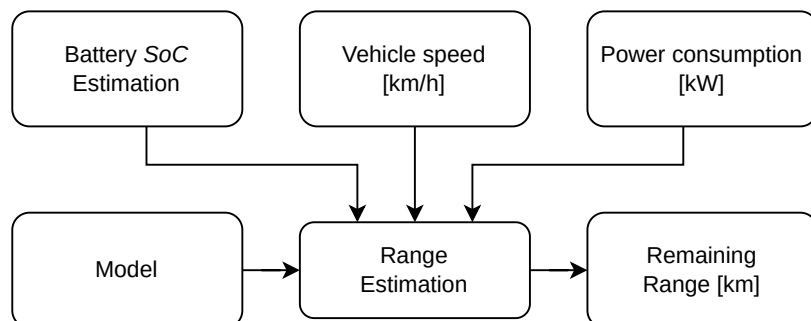 Battery SoC
Estimation
Vehicle speed
[km/h]
Power consumption
[kW]
Model
Range
Estimation
Remaining
Range [km]